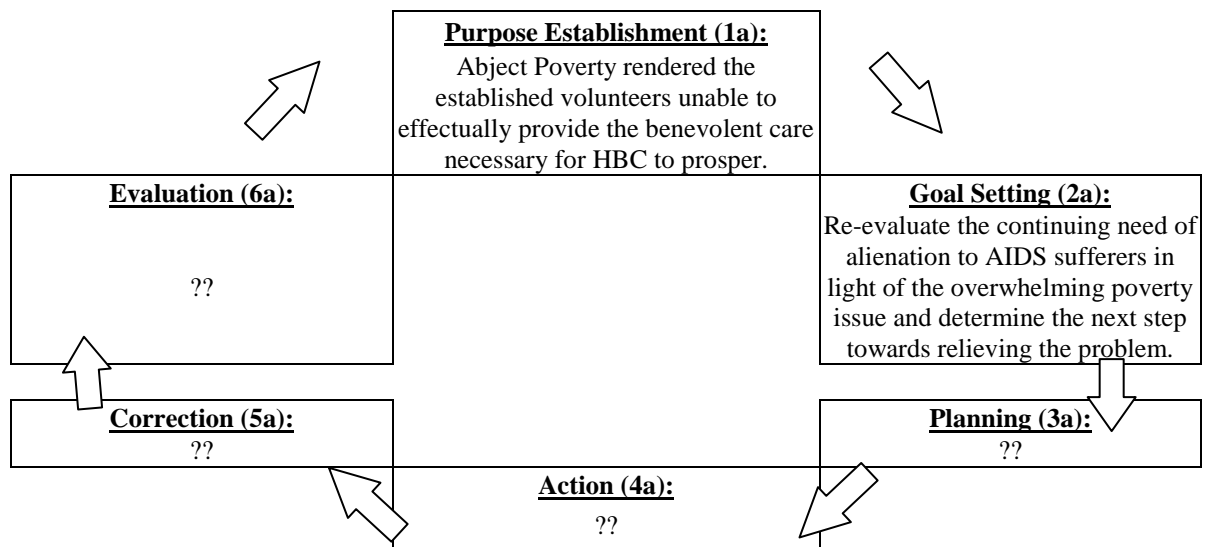 Purpose Establishment (1a):
Abject Poverty rendered the
established volunteers unable to
effectually provide the benevolent care
necessary for HBC to prosper.
Evaluation (6a):
??
Goal Setting (2a):
Re-evaluate the continuing need of
alienation to AIDS sufferers in
light of the overwhelming poverty
issue and determine the next step
towards relieving the problem.
Correction (5a):
??
Planning (3a):
??
Action (4a):
??